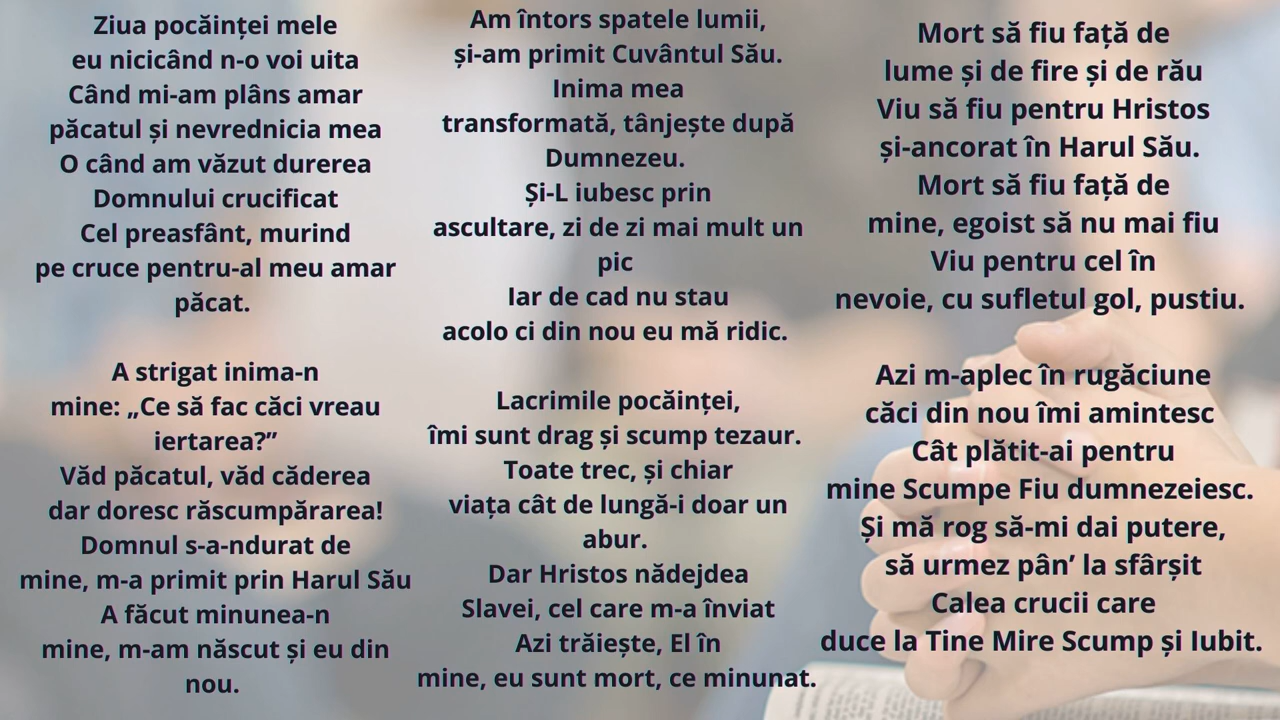 Ziua pocăinței mele
eu nicicând n-o voi uita
Când mi-am plâns amar
păcatul și nevrednicia mea
O când am văzut durerea
Domnului crucificat
Cel preasfânt, murind
pe cruce pentru-al meu amar
păcat.
A strigat inima-n
mine: „Ce să fac căci vreau
iertarea?”
Văd păcatul, văd căderea
dar doresc răscumpărarea!
Domnul s-a-ndurat de
mine, m-a primit prin Harul Său
A făcut minunea-n
mine, m-am născut și eu din
nou.
Am întors spatele lumii,
și-am primit Cuvântul Său.
Inima mea
transformată, tânjește după
Dumnezeu.
Și-L iubesc prin
ascultare, zi de zi mai mult un
pic
Iar de cad nu stau
acolo ci din nou eu mă ridic.
Lacrimile pocăinței,
îmi sunt drag și scump tezaur.
Toate trec, și chiar
viața cât de lungă-i doar un
abur.
Dar Hristos nădejdea
Slavei, cel care m-a înviat
Azi trăiește, El în
mine, eu sunt mort, ce minunat.
Mort să fiu față de
lume și de fire și de rău
Viu să fiu pentru Hristos
și-ancorat în Harul Său.
Mort să fiu față de
mine, egoist să nu mai fiu
Viu pentru cel în
nevoie, cu sufletul gol, pustiu.
Azi m-aplec în rugăciune
căci din nou îmi amintesc
Cât plătit-ai pentru
mine Scumpe Fiu dumnezeiesc.
Și mă rog să-mi dai putere,
să urmez pân’ la sfârșit
Calea crucii care
duce la Tine Mire Scump și Iubit.